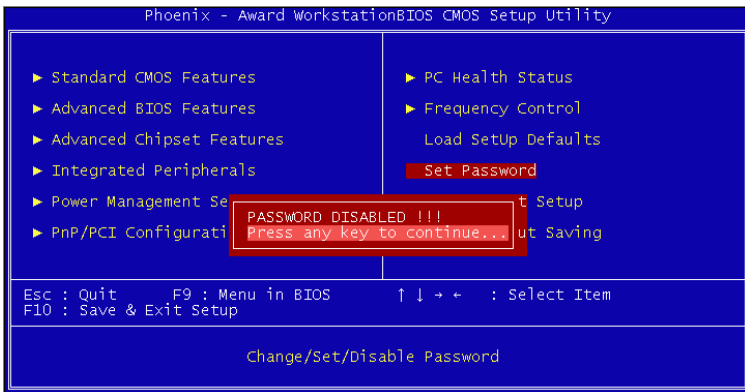 Phoenix - Award WorkstationBIOS CMOS Setup Utility
► Standard CMOS Features
► Advanced BIOS Features
► Advanced Chipset Features
► Integrated Peripherals
► Power Management Se
► PnP/PCI Configurati
► PC Health Status
► Frequency Control
Load SetUp Defaults
Set Password
t Setup
ut Saving
PASSWORD DISABLED !!!
Press any key to continue...
Esc : Quit F9 : Menu in BIOS ↑ ↓ → ← : Select Item
F10 : Save & Exit Setup
Change/Set/Disable Password